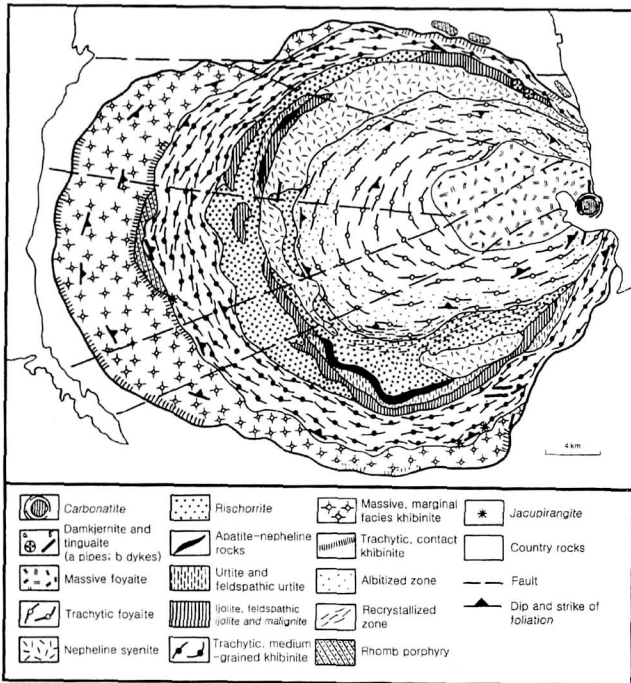 4 km
Carbonatite
a b
Damkjernite and
tinguaite
(a pipes; b dykes)
Massive foyaite
Trachytic foyaite
Nepheline syenite
Rischorrite
Apatite-nepheline
rocks
Urtite and
feldspathic urtite
Ijolite, feldspathic
ijolite and malignite
Trachytic, medium
-grained khibinite
Massive, marginal
facies khibinite
Trachytic, contact
khibinite
Albitized zone
Recrystallized
zone
Rhomb porphyry
Jacupirangite
Country rocks
Fault
Dip and strike of
foliation